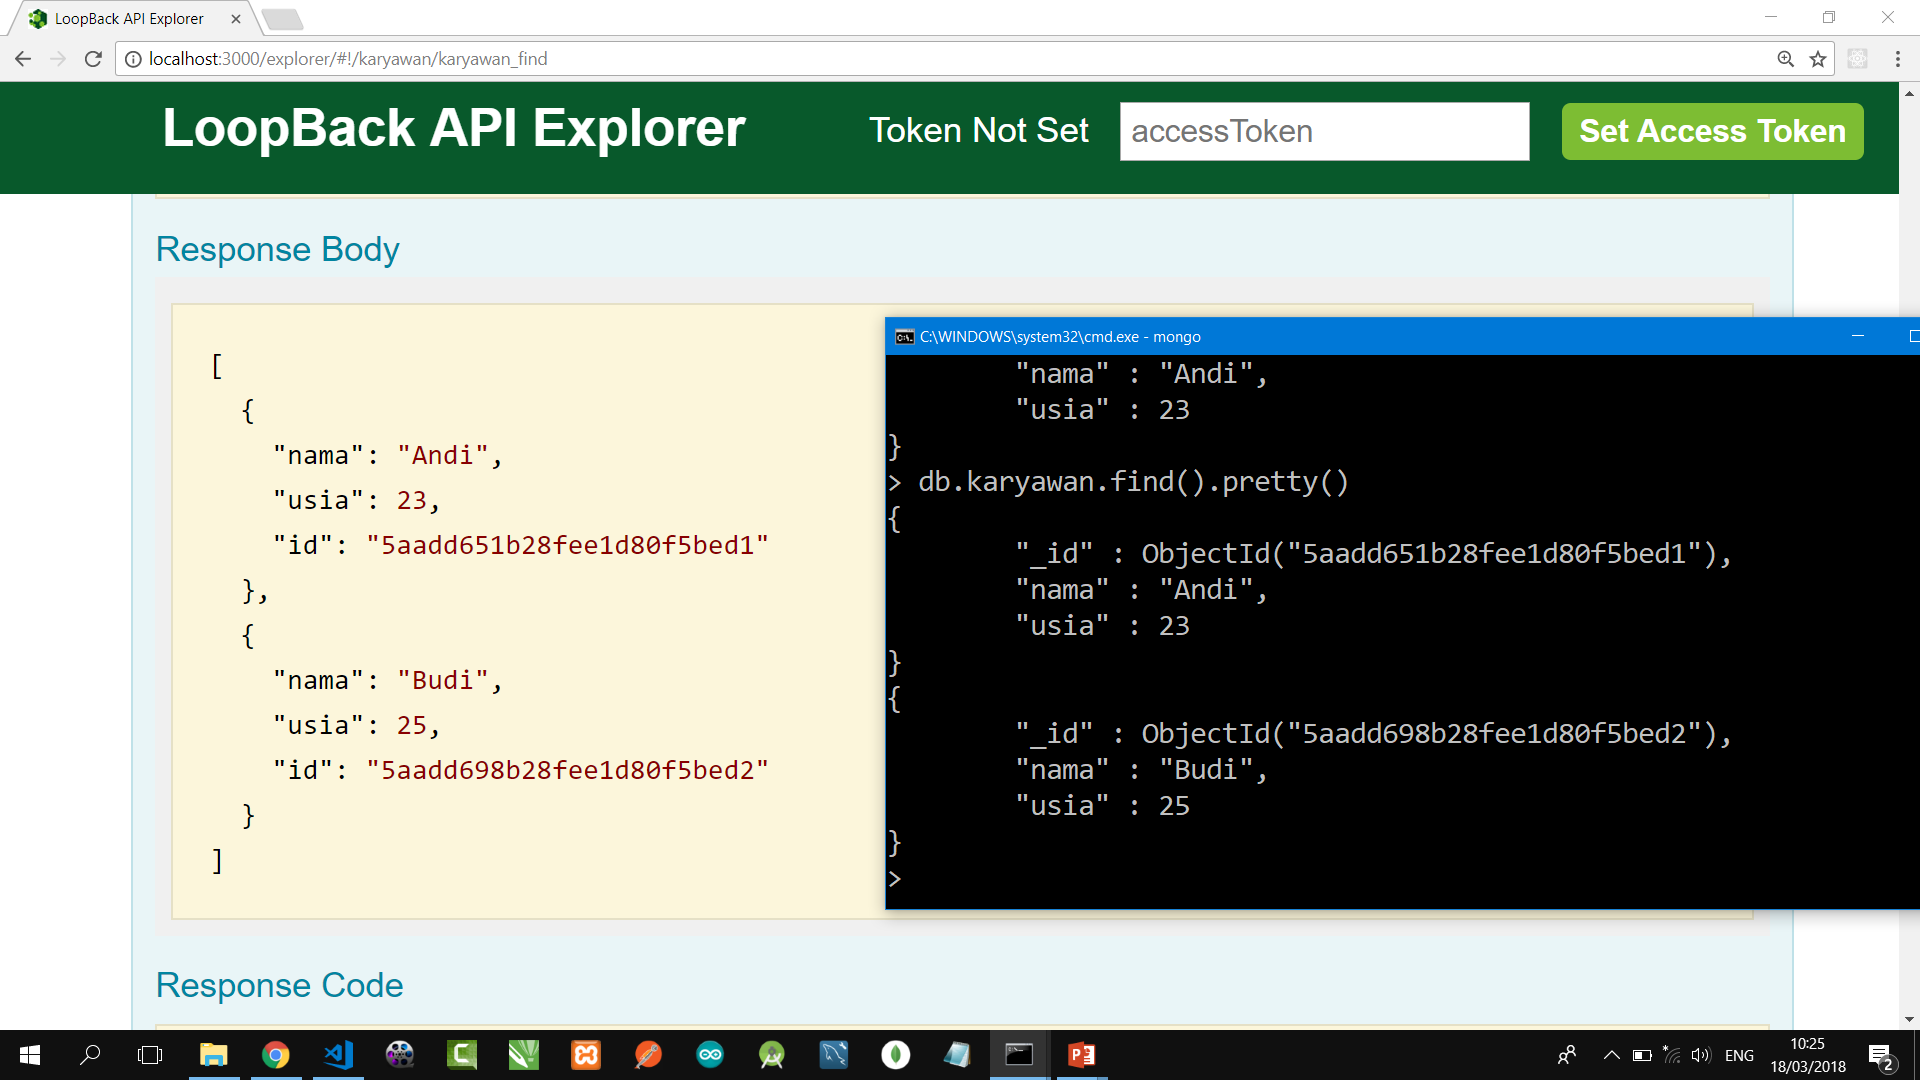 LoopBack API Explorer
localhost:3000/explorer/#!/karyawan/karyawan_find
LoopBack API Explorer
Token Not Set
accessToken
Set Access Token
Response Body
[
{
"nama": "Andi",
"usia": 23,
"id": "5aadd651b28fee1d80f5bed1"
},
{
"nama": "Budi",
"usia": 25,
"id": "5aadd698b28fee1d80f5bed2"
}
]
C:\WINDOWS\system32\cmd.exe - mongo
"nama" : "Andi",
"usia" : 23
}
> db.karyawan.find().pretty()
{
"_id" : ObjectId("5aadd651b28fee1d80f5bed1"),
"nama" : "Andi",
"usia" : 23
}
{
"_id" : ObjectId("5aadd698b28fee1d80f5bed2"),
"nama" : "Budi",
"usia" : 25
}
>
Response Code
ENG
10:25
18/03/2018
2